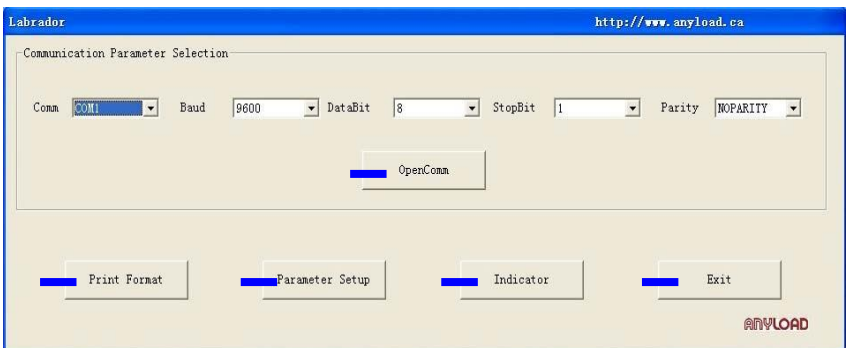 Labrador http://www.anyload.ca
Communication Parameter Selection
Comm COM1 Baud 9600 DataBit 8 StopBit 1 Parity NOPARITY
OpenComm
Print Format Parameter Setup Indicator Exit
ANYLOAD